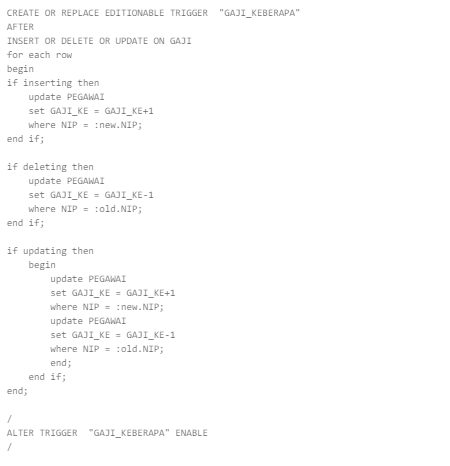 CREATE OR REPLACE EDITIONABLE TRIGGER  "GAJI_KEBERAPA"
AFTER
INSERT OR DELETE OR UPDATE ON GAJI
for each row
begin
if inserting then
    update PEGAWAI
    set GAJI_KE = GAJI_KE+1
    where NIP = :new.NIP;
end if;

if deleting then
    update PEGAWAI
    set GAJI_KE = GAJI_KE-1
    where NIP = :old.NIP;
end if;

if updating then
    begin
        update PEGAWAI
        set GAJI_KE = GAJI_KE+1
        where NIP = :new.NIP;
        update PEGAWAI
        set GAJI_KE = GAJI_KE-1
        where NIP = :old.NIP;
        end;
    end if;
end;

/
ALTER TRIGGER  "GAJI_KEBERAPA" ENABLE
/